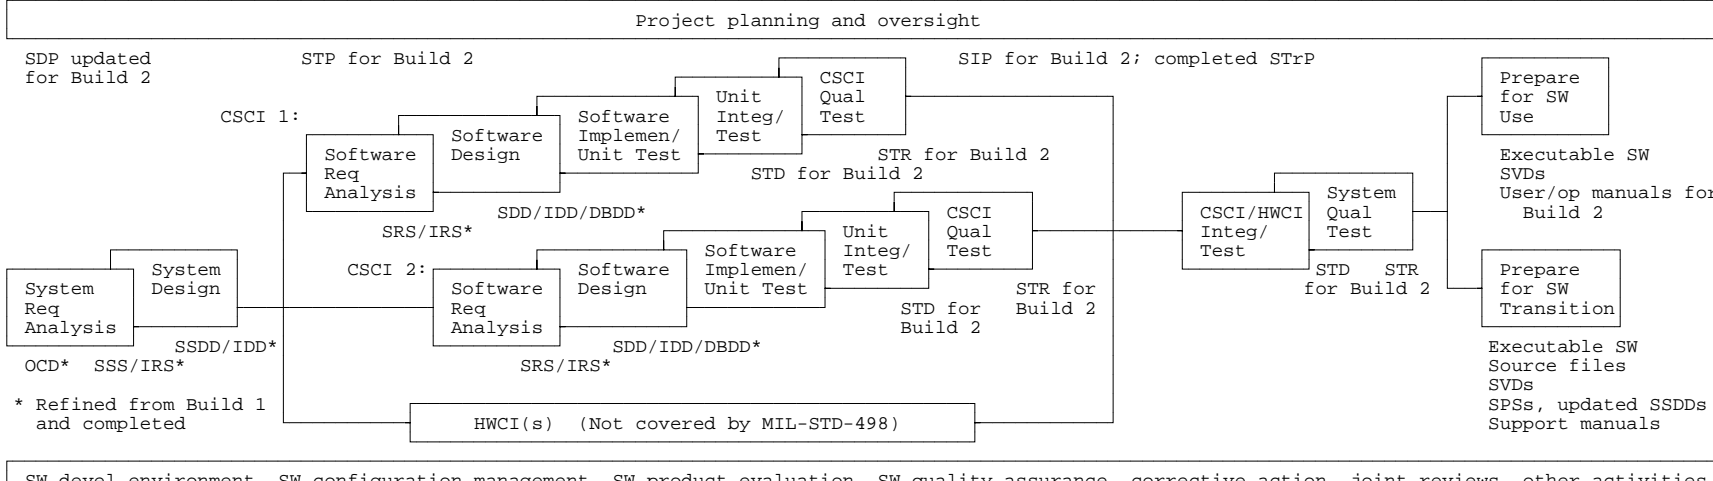 Project planning and oversight
SDP updated
for Build 2
STP for Build 2
SIP for Build 2; completed STrP
CSCI 1:
Software
Req
Analysis
Software
Design
Software
Implemen/
Unit Test
Unit
Integ/
Test
CSCI
Qual
Test
STR for Build 2
STD for Build 2
SDD/IDD/DBDD*
SRS/IRS*
System
Req
Analysis
System
Design
SSDD/IDD*
OCD* SSS/IRS*
CSCI 2:
Software
Req
Analysis
Software
Design
Software
Implemen/
Unit Test
Unit
Integ/
Test
CSCI
Qual
Test
STR for
Build 2
STD for
Build 2
SDD/IDD/DBDD*
SRS/IRS*
CSCI/HWCI
Integ/
Test
System
Qual
Test
STD STR
for Build 2
Prepare
for SW
Use
Executable SW
SVDs
User/op manuals for
Build 2
Prepare
for SW
Transition
Executable SW
Source files
SVDs
SPSs, updated SSDDs
Support manuals
* Refined from Build 1
and completed
HWCI(s) (Not covered by MIL-STD-498)
SW devel environment, SW configuration management, SW product evaluation, SW quality assurance, corrective action, joint reviews, other activities